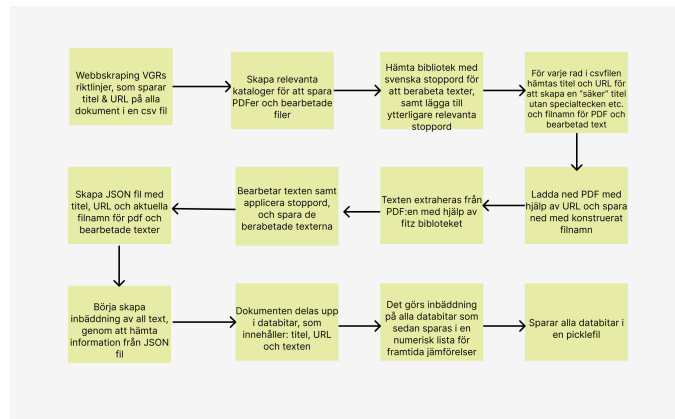 Webbskraping VGRs
riktlinjer, som sparar
titel & URL på alla
dokument i en csv fil
Skapa relevanta
kataloger för att spara
PDFer och bearbetade
filer
Hämta bibliotek med
svenska stoppord för
att berabeta texter,
samt lägga till
ytterligare relevanta
stoppord
För varje rad i csvfilen
hämtas titel och URL för
att skapa en "säker" titel
utan specialtecken etc.
och filnamn för PDF och
bearbetad text
Skapa JSON fil med
titel, URL och aktuella
filnamn för pdf och
bearbetade texter
Bearbetar texten samt
applicera stoppord,
och spara de
berabetade texterna
Texten extraheras från
PDF:en med hjälp av
fitz bibloteket
Ladda ned PDF med
hjälp av URL och spara
ned med konstruerat
filnamn
Börja skapa
inbäddning av all text,
genom att hämta
information från JSON
fil
Dokumenten delas upp
i databitar, som
innehåller: titel, URL
och texten
Det görs inbäddning
på alla databitar som
sedan sparas i en
numerisk lista för
framtida jämförelser
Sparar alla databitar i
en picklefil